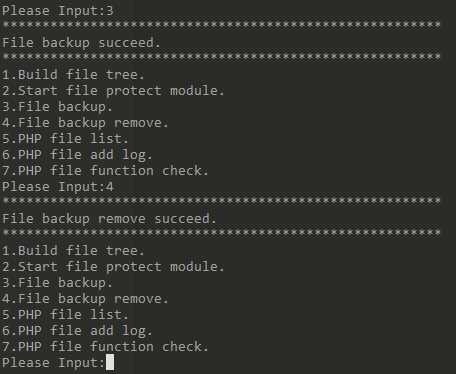 Please Input:3
*******************************************************
File backup succeed.
*******************************************************
1.Build file tree.
2.Start file protect module.
3.File backup.
4.File backup remove.
5.PHP file list.
6.PHP file add log.
7.PHP file function check.
Please Input:4
*******************************************************
File backup remove succeed.
*******************************************************
1.Build file tree.
2.Start file protect module.
3.File backup.
4.File backup remove.
5.PHP file list.
6.PHP file add log.
7.PHP file function check.
Please Input: